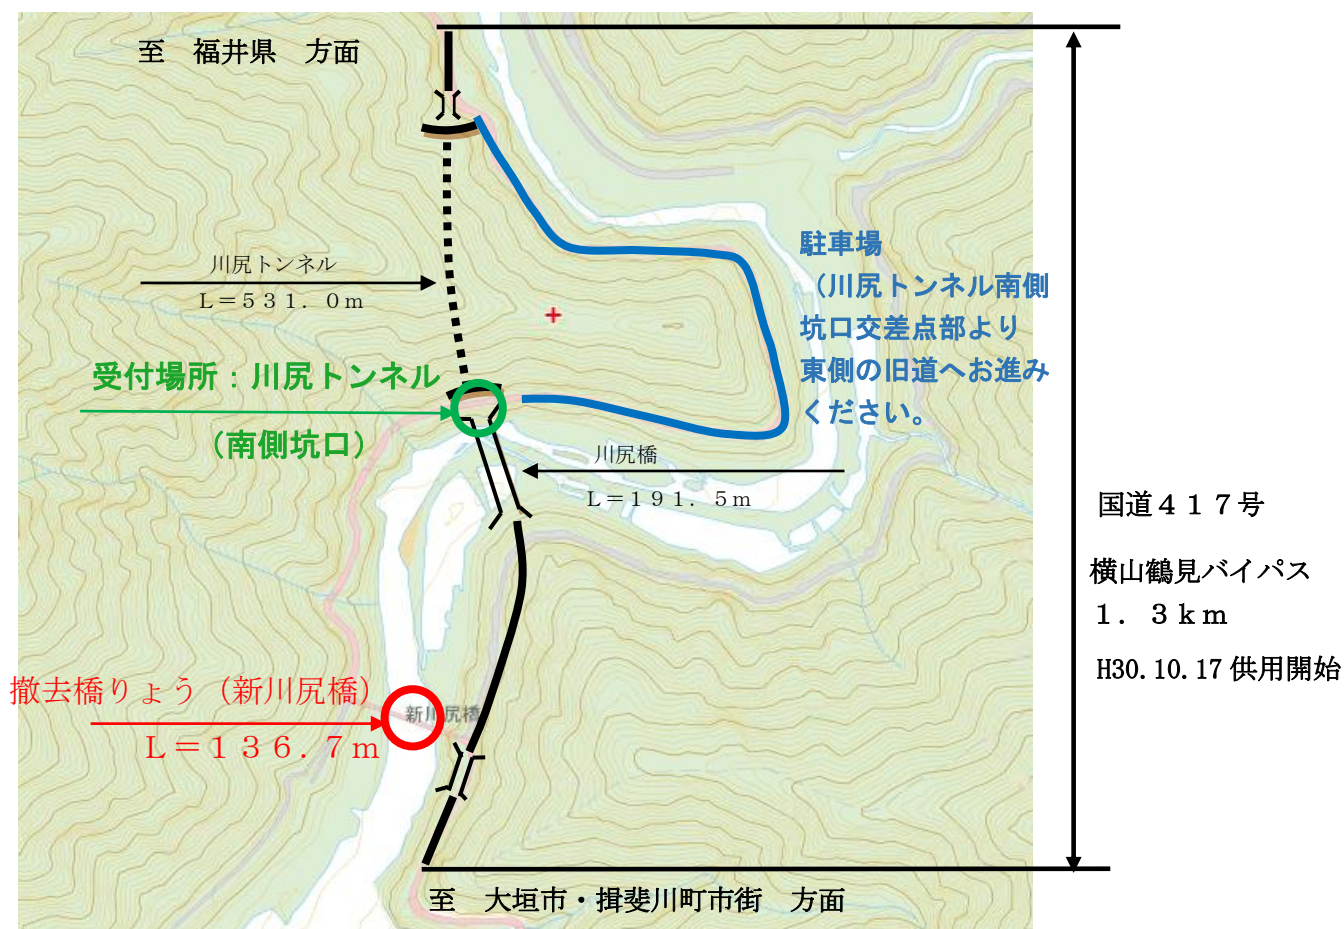 至　福井県　方面
川尻トンネル
Ｌ＝５３１．０ｍ
駐車場
（川尻トンネル南側
坑口交差点部より
東側の旧道へお進み
ください。
受付場所：川尻トンネル
（南側坑口）
川尻橋
Ｌ＝１９１．５ｍ
国道４１７号
横山鶴見バイパス
１．３ｋｍ
H30.10.17供用開始
撤去橋りょう（新川尻橋）
Ｌ＝１３６.７ｍ
新川尻橋
至　大垣市・揖斐川町市街　方面